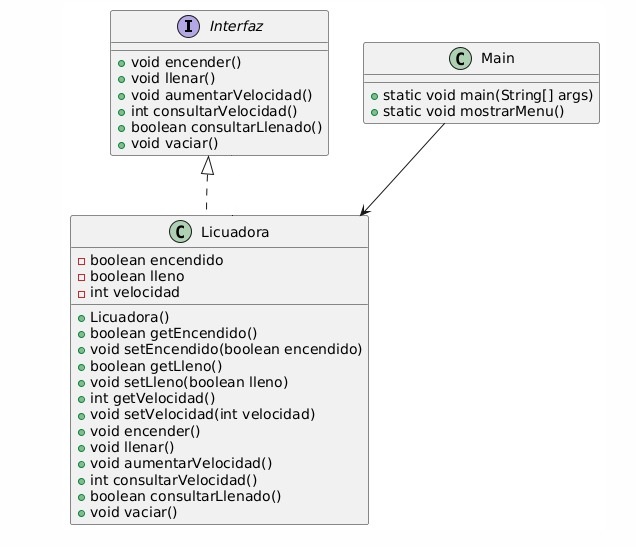 I Interfaz
void encender()
void llenar()
void aumentarVelocidad()
int consultarVelocidad()
boolean consultarLlenado()
void vaciar()
C Main
static void main(String[] args)
static void mostrarMenu()
C Licuadora
boolean encendido
boolean lleno
int velocidad
Licuadora()
boolean getEncendido()
void setEncendido(boolean encendido)
boolean getLleno()
void setLleno(boolean lleno)
int getVelocidad()
void setVelocidad(int velocidad)
void encender()
void llenar()
void aumentarVelocidad()
int consultarVelocidad()
boolean consultarLlenado()
void vaciar()